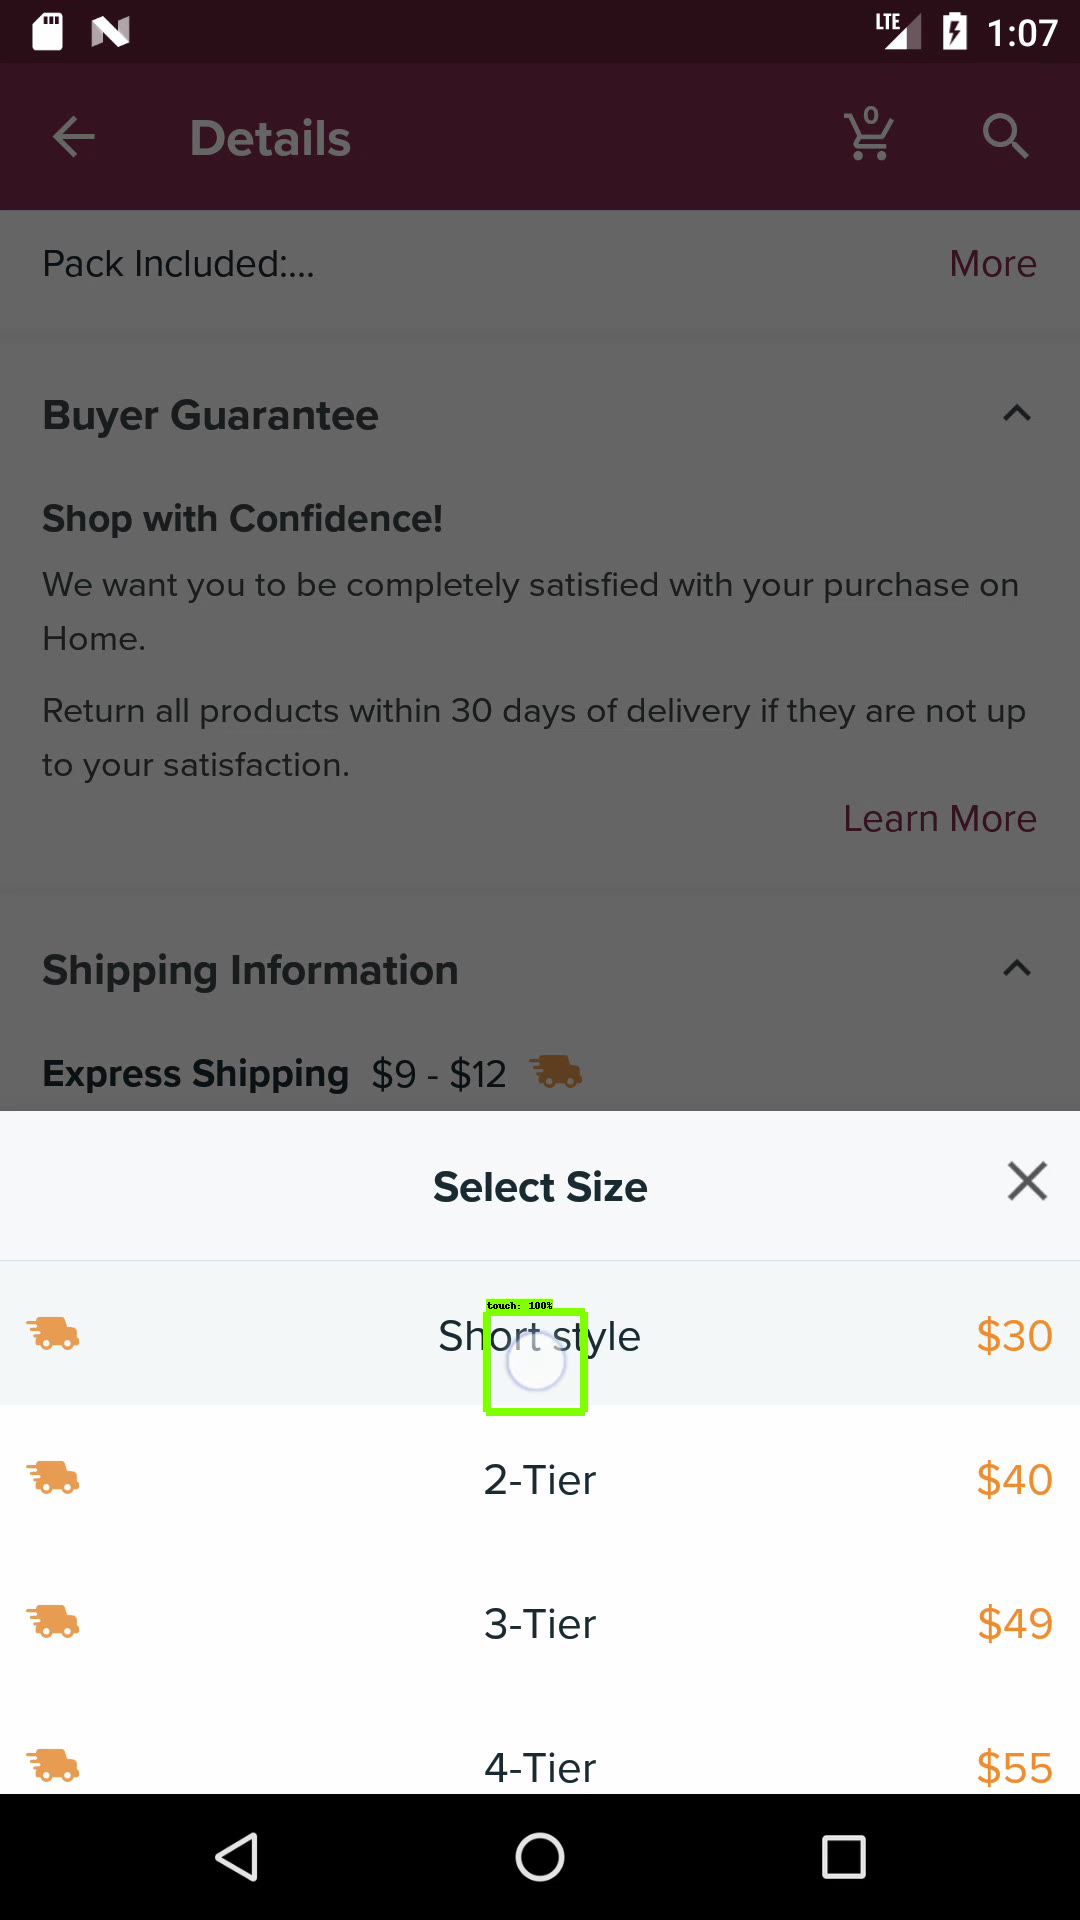 LTE 1:07
Details 0
Pack Included:... More
Buyer Guarantee
Shop with Confidence!
We want you to be completely satisfied with your purchase on
Home.
Return all products within 30 days of delivery if they are not up
to your satisfaction.
Learn More
Shipping Information
Express Shipping $9 - $12
Select Size
touch: 100%
Short style $30
2-Tier $40
3-Tier $49
4-Tier $55